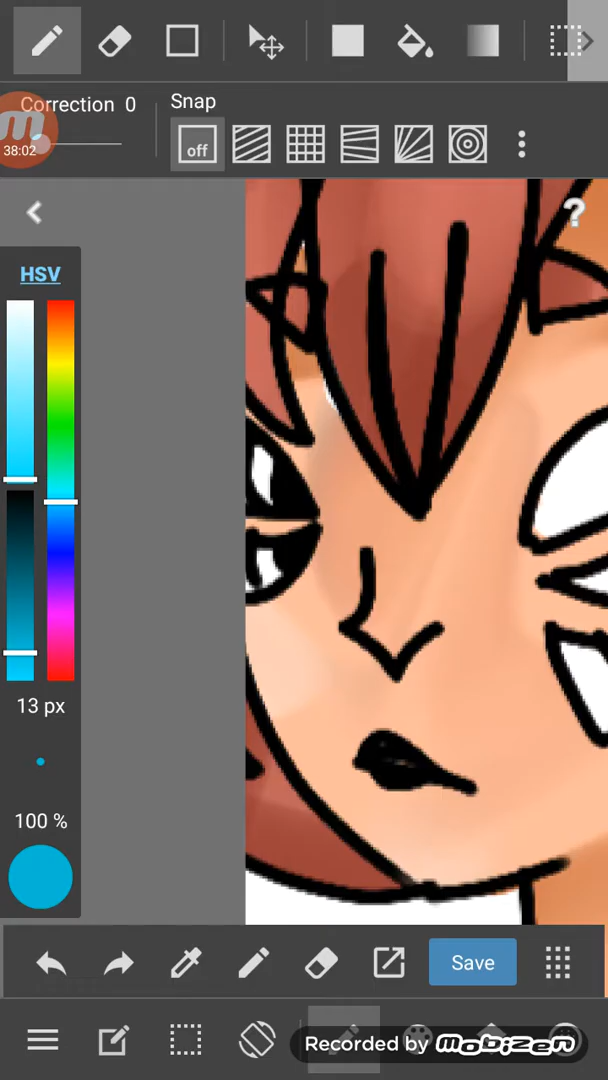 Correction 0
Snap
off
m
38:02
?
HSV
13 px
100 %
Save
Recorded by mobizen